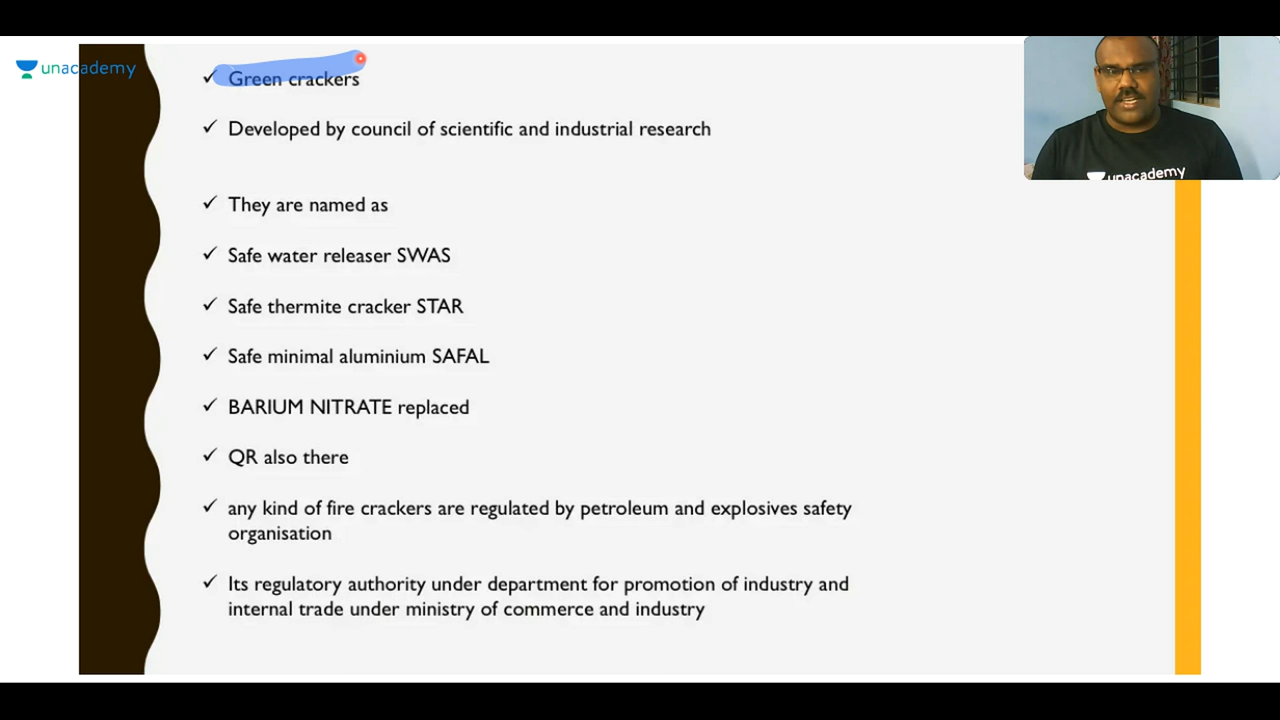 unacademy
Green crackers
Developed by council of scientific and industrial research
They are named as
Safe water releaser SWAS
Safe thermite cracker STAR
Safe minimal aluminium SAFAL
BARIUM NITRATE replaced
QR also there
any kind of fire crackers are regulated by petroleum and explosives safety
organisation
Its regulatory authority under department for promotion of industry and
internal trade under ministry of commerce and industry
unacademy